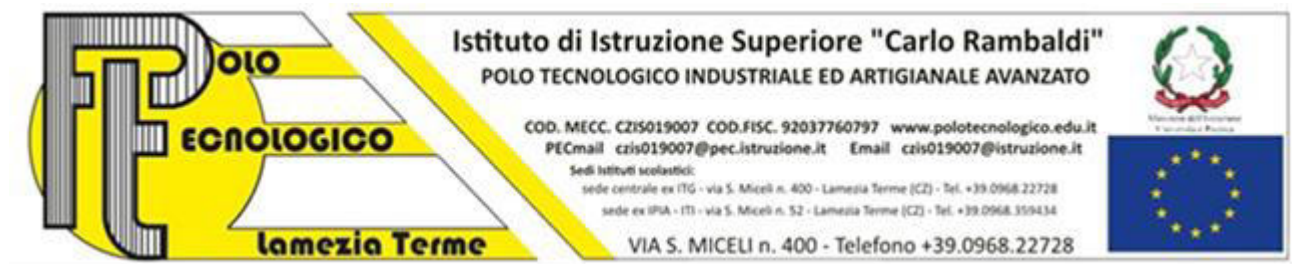 Polo
Tecnologico
Lamezia Terme
Istituto di Istruzione Superiore "Carlo Rambaldi"
POLO TECNOLOGICO INDUSTRIALE ED ARTIGIANALE AVANZATO
COD. MECC. CZIS019007 COD.FISC. 92037760797 www.polotecnologico.edu.it
PECmail czis019007@pec.istruzione.it Email czis019007@istruzione.it
Sedi Istituti scolastici:
sede centrale ex ITG - via S. Miceli n. 400 - Lamezia Terme (CZ) - Tel. +39.0968.22728
sede ex IPIA - ITI - via S. Miceli n. 52 - Lamezia Terme (CZ) - Tel. +39.0968.359434
VIA S. MICELI n. 400 - Telefono +39.0968.22728